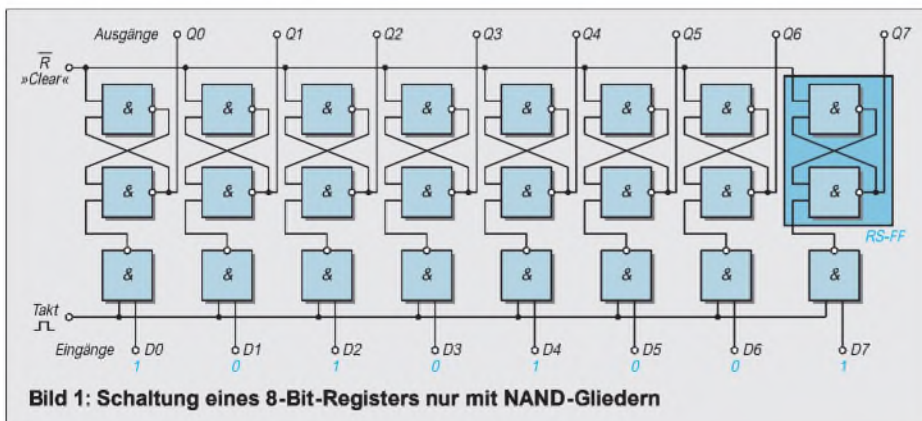 Ausgänge Q0 Q1 Q2 Q3 Q4 Q5 Q6 Q7
R̅
»Clear«
& & & & & & & &
& & & & & & & &
RS-FF
& & & & & & & &
Takt
Eingänge D0 D1 D2 D3 D4 D5 D6 D7
1 0 1 0 1 0 0 1
Bild 1: Schaltung eines 8-Bit-Registers nur mit NAND-Gliedern